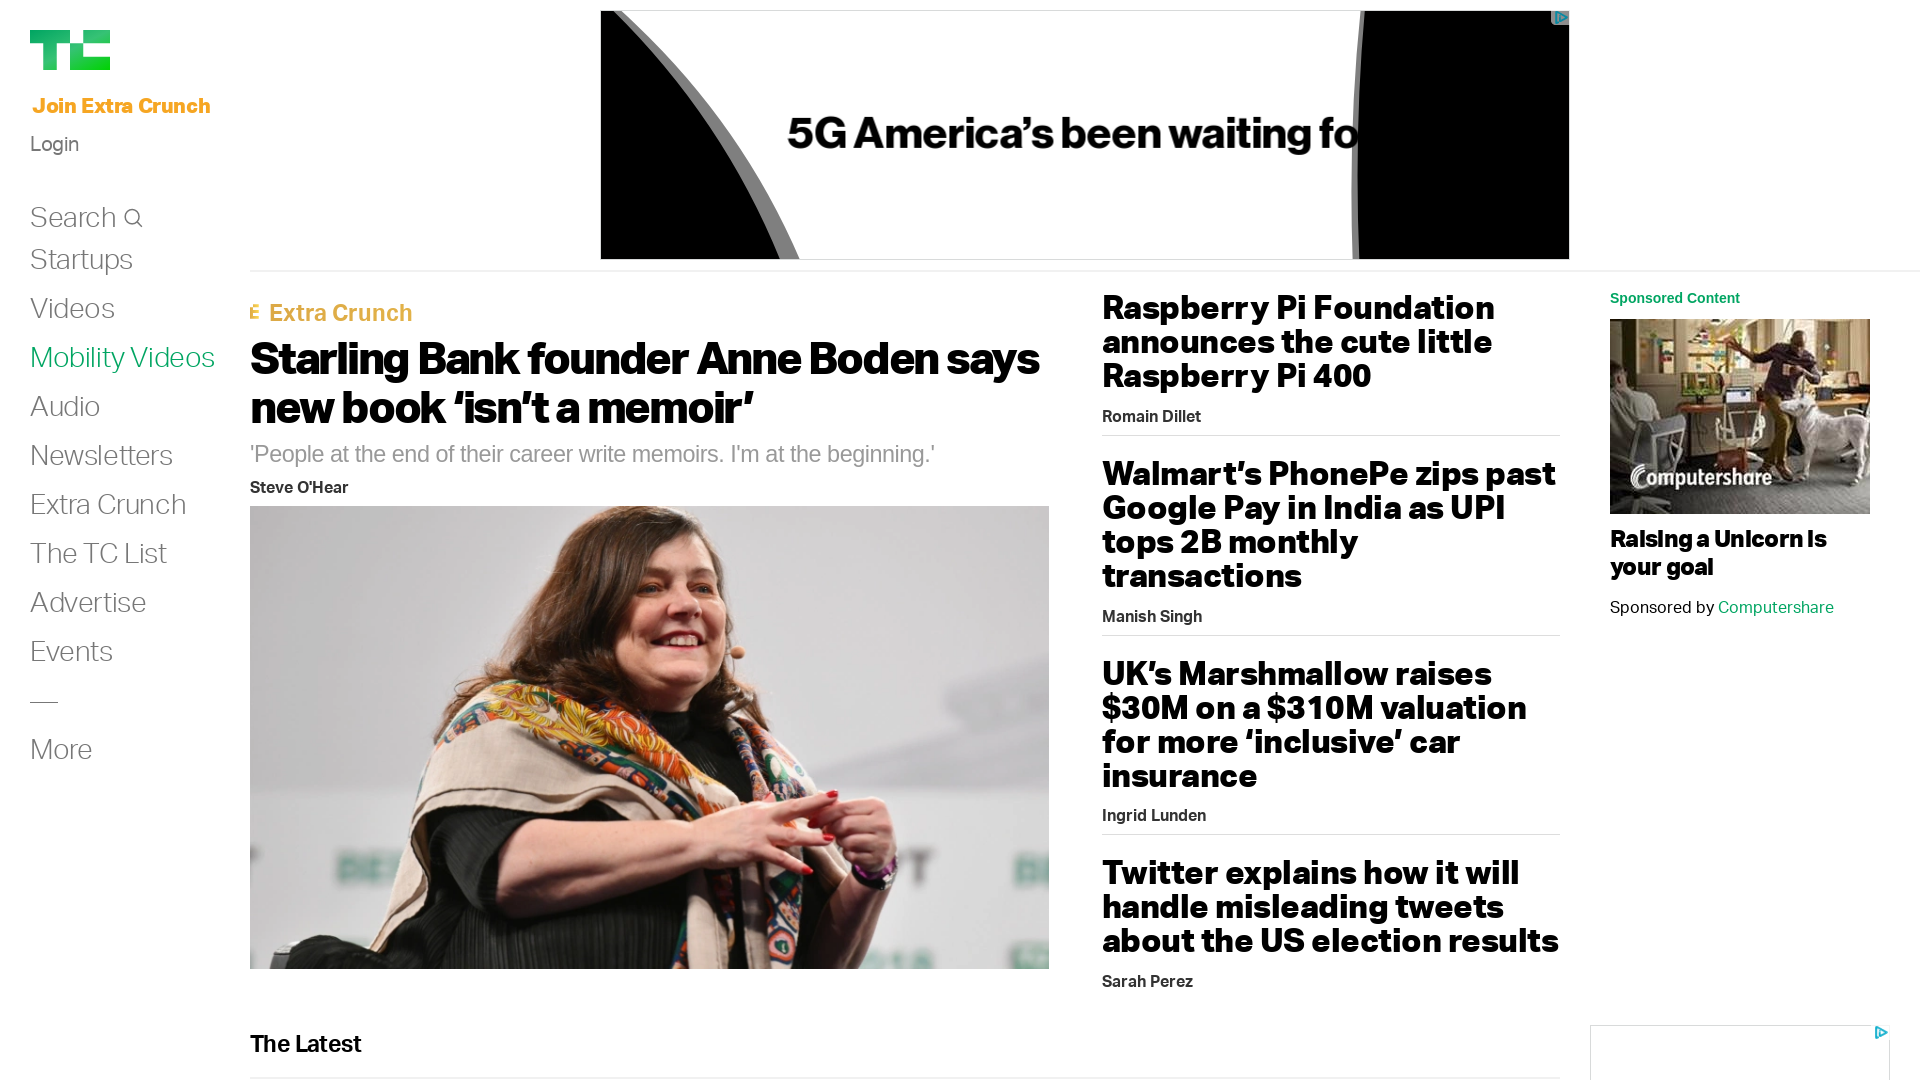 TC
Join Extra Crunch
Login
Search
Startups
Videos
Mobility Videos
Audio
Newsletters
Extra Crunch
The TC List
Advertise
Events
More
5G America's been waiting fo
Extra Crunch
Starling Bank founder Anne Boden says
new book ‘isn’t a memoir’
'People at the end of their career write memoirs. I'm at the beginning.'
Steve O'Hear
Raspberry Pi Foundation
announces the cute little
Raspberry Pi 400
Romain Dillet
Walmart’s PhonePe zips past
Google Pay in India as UPI
tops 2B monthly
transactions
Manish Singh
UK’s Marshmallow raises
$30M on a $310M valuation
for more ‘inclusive’ car
insurance
Ingrid Lunden
Twitter explains how it will
handle misleading tweets
about the US election results
Sarah Perez
Sponsored Content
Computershare
Raising a Unicorn is
your goal
Sponsored by Computershare
The Latest